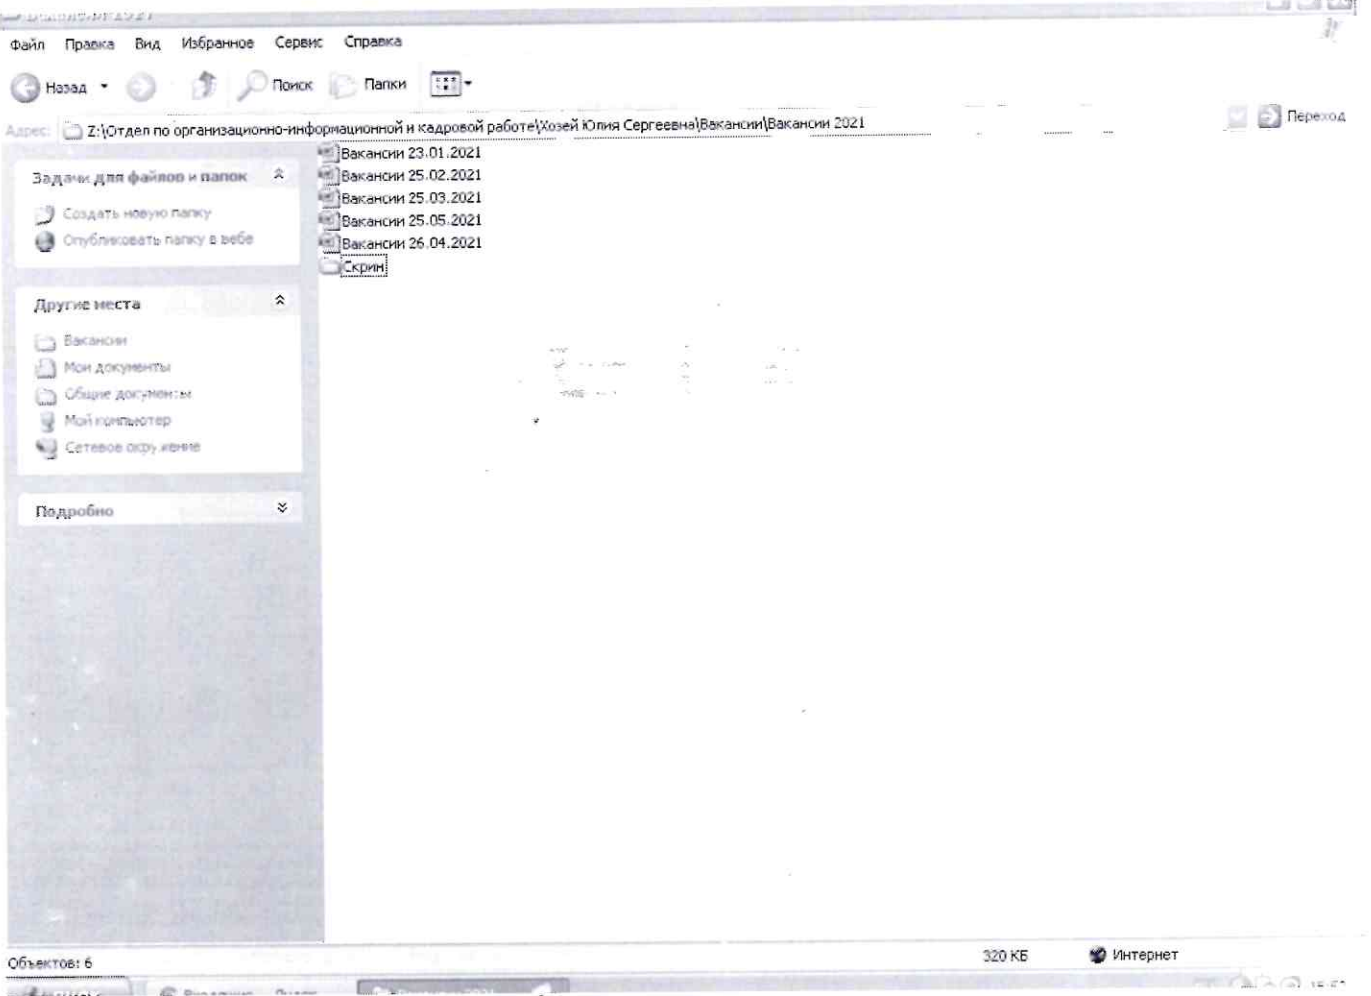 Вакансии 2021
Файл Правка Вид Избранное Сервис Справка
Назад Поиск Папки
Адрес: Z:\Отдел по организационно-информационной и кадровой работе\Хозей Юлия Сергеевна\Вакансии\Вакансии 2021 Переход
Задачи для файлов и папок
Создать новую папку
Опубликовать папку в вебе
Другие места
Вакансии
Мои документы
Общие документы
Мой компьютер
Сетевое окружение
Подробно
Вакансии 23.01.2021
Вакансии 25.02.2021
Вакансии 25.03.2021
Вакансии 25.05.2021
Вакансии 26.04.2021
Скрин
Объектов: 6 320 КБ Интернет